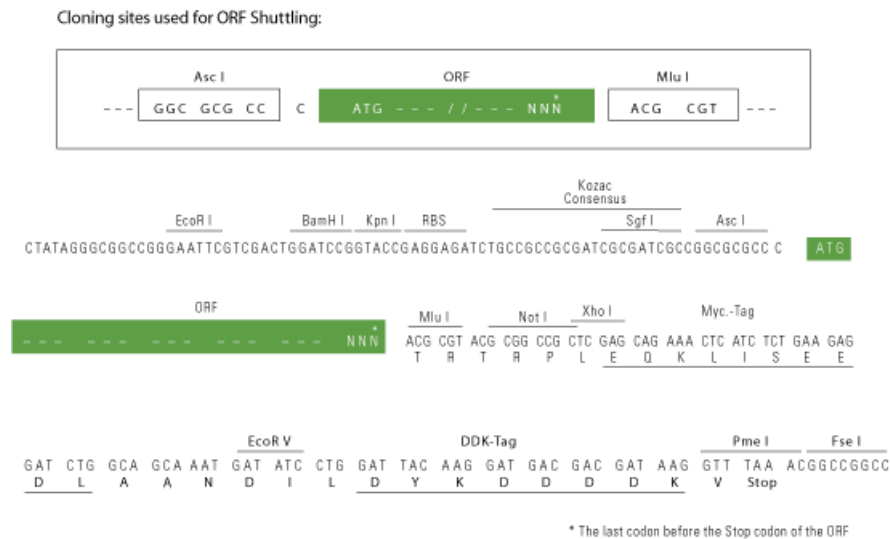 Cloning sites used for ORF Shuttling:
Asc I ORF Mlu I
--- GGC GCG CC C ATG --- // --- NNN* ACG CGT ---
Kozac
Consensus
EcoR I BamH I Kpn I RBS Sgf I Asc I
CTATAGGGCGGCCGGGAATTCGTCGACTGGATCCGGTACCGAGGAGATCTGCCGCCGCGATCGCGATCGCCGGCGCGCC C ATG
ORF Mlu I Not I Xho I Myc.-Tag
--- --- --- --- --- NNN* ACG CGT ACG CGG CCG CTC GAG CAG AAA CTC ATC TCT GAA GAG
T R T R P L E Q K L I S E E
EcoR V DDK-Tag Pme I Fse I
GAT CTG GCA GCA AAT GAT ATC CTG GAT TAC AAG GAT GAC GAC GAT AAG GTT TAA ACGGCCGGCC
D L A A N D I L D Y K D D D D K V Stop
* The last codon before the Stop codon of the ORF